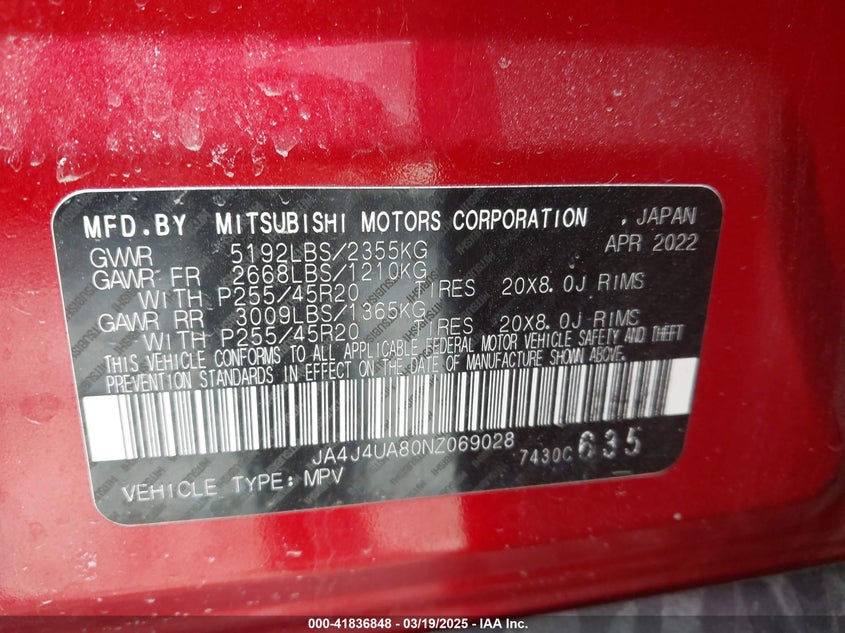 MFD.BY MITSUBISHI MOTORS CORPORATION , JAPAN
GVWR 5192LBS/2355KG APR 2022
GAWR FR 2668LBS/1210KG
WITH P255/45R20 TIRES 20X8.0J RIMS
GAWR RR 3009LBS/1365KG
WITH P255/45R20 TIRES 20X8.0J RIMS
THIS VEHICLE CONFORMS TO ALL APPLICABLE FEDERAL MOTOR VEHICLE SAFETY AND THEFT
PREVENTION STANDARDS IN EFFECT ON THE DATE OF MANUFACTURE SHOWN ABOVE.
JA4J4UA80NZ069028 7430C 635
VEHICLE TYPE: MPV
000-41836848 - 03/19/2025 - IAA Inc.